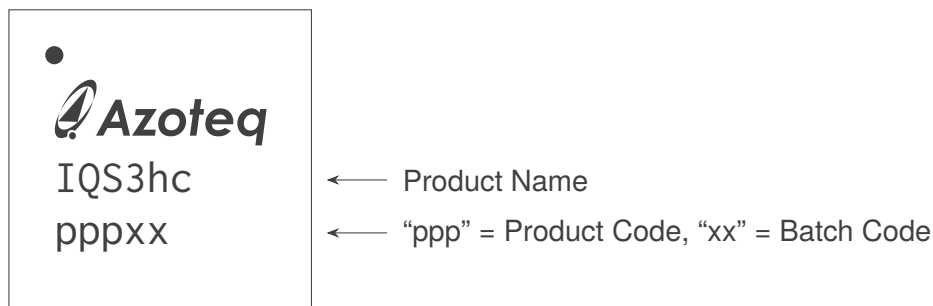 Azoteq
IQS3hc Product Name
pppxx “ppp” = Product Code, “xx” = Batch Code